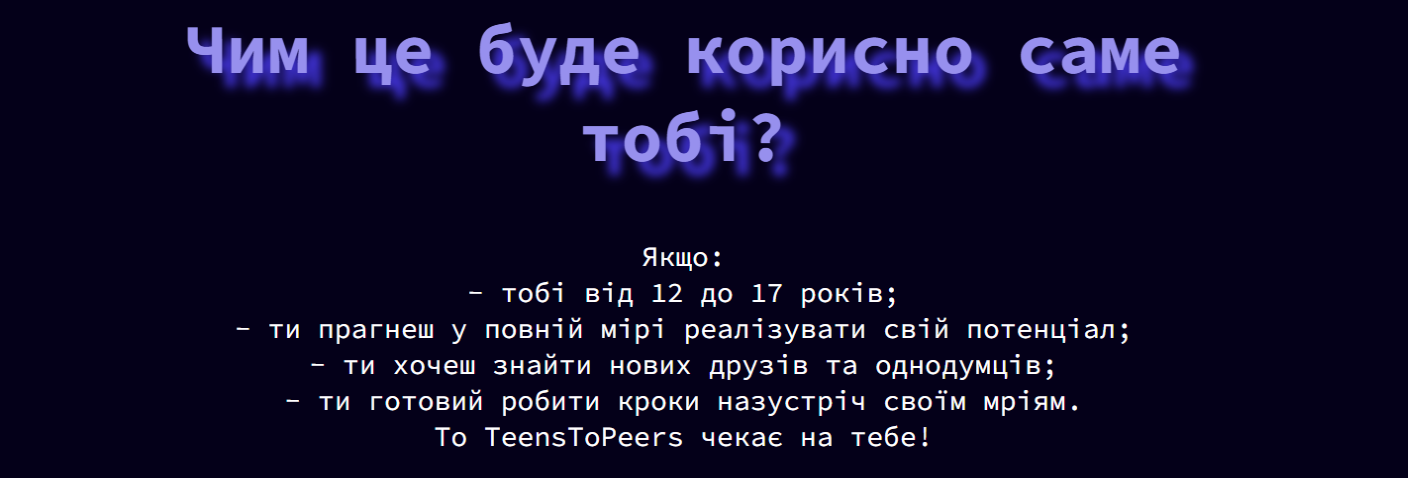 Чим це буде корисно саме
тобі?
Якщо:
- тобі від 12 до 17 років;
- ти прагнеш у повній мірі реалізувати свій потенціал;
- ти хочеш знайти нових друзів та однодумців;
- ти готовий робити кроки назустріч своїм мріям.
То TeensToPeers чекає на тебе!